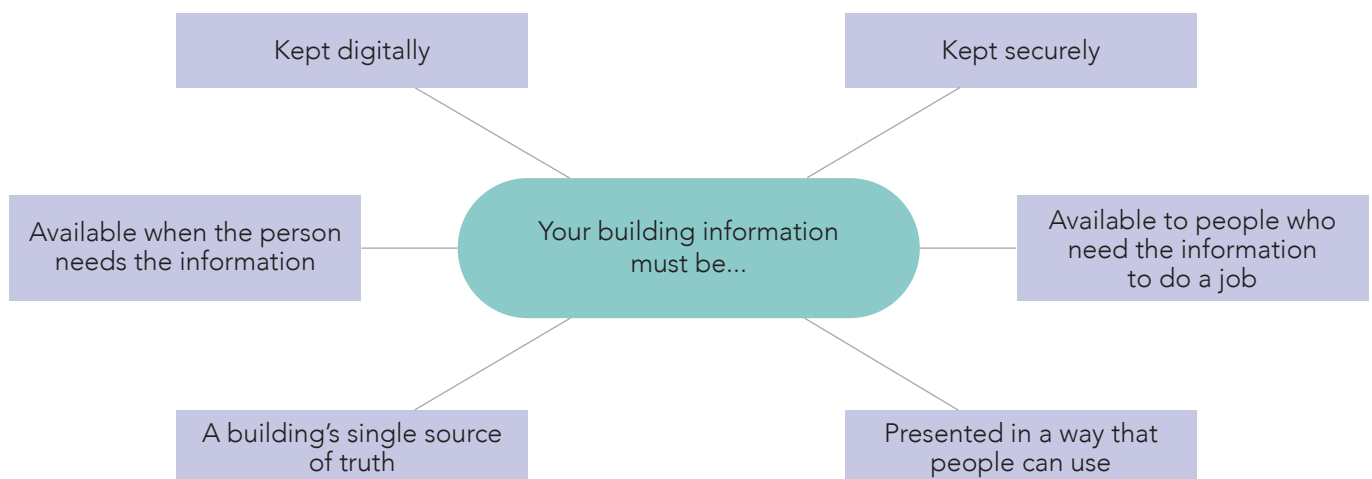 Kept digitally
Kept securely
Available when the person
needs the information
Your building information
must be...
Available to people who
need the information
to do a job
A building’s single source
of truth
Presented in a way that
people can use